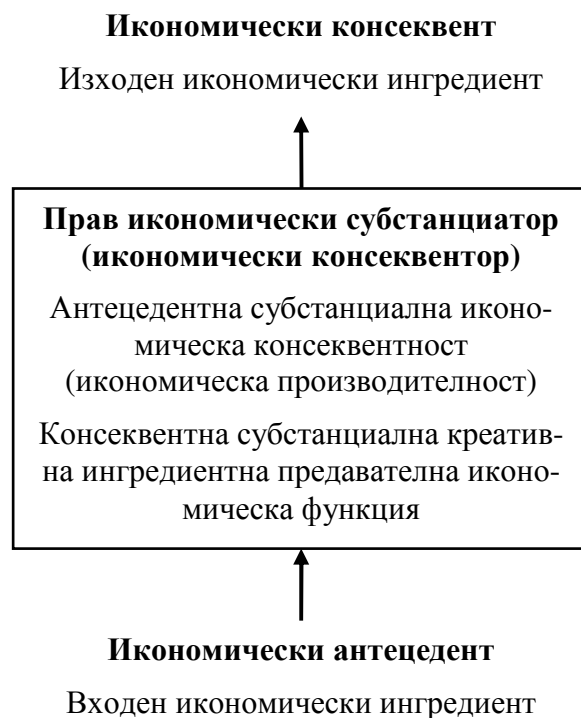 Икономически консеквент
Изходен икономически ингредиент
Прав икономически субстанциатор
(икономически консеквентор)
Антецедентна субстанциална иконо-
мическа консеквентност
(икономическа производителност)
Консеквентна субстанциална креатив-
на ингредиентна предавателна иконо-
мическа функция
Икономически антецедент
Входен икономически ингредиент